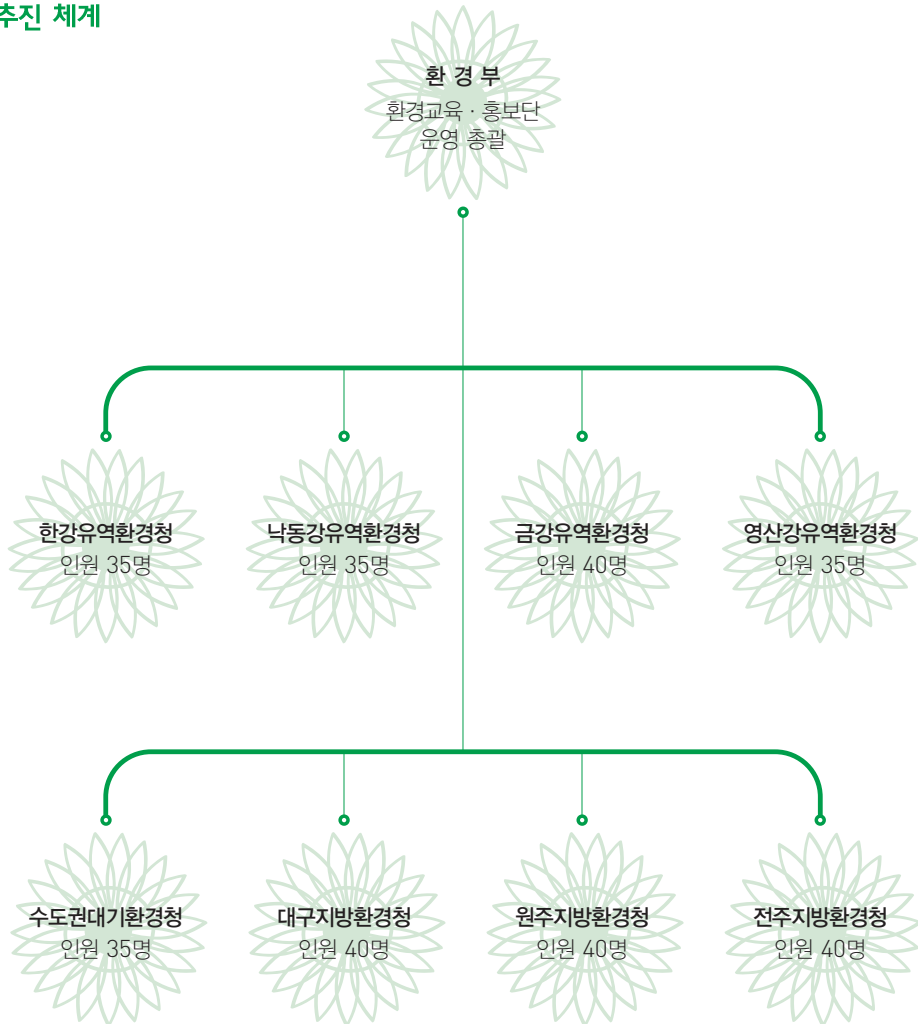 추진 체계
환 경 부
환경교육 · 홍보단
운영 총괄
한강유역환경청
인원 35명
낙동강유역환경청
인원 35명
금강유역환경청
인원 40명
영산강유역환경청
인원 35명
수도권대기환경청
인원 35명
대구지방환경청
인원 40명
원주지방환경청
인원 40명
전주지방환경청
인원 40명